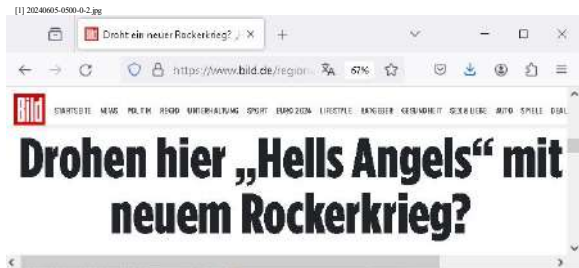 [1] 20240605-0500-0-2.jpg
Droht ein neuer Rockerkrieg?
https://www.bild.de/region 67%
Bild STARTSEITE NEWS POLITIK REGIO UNTERHALTUNG SPORT EURO 2024 LIFESTYLE RATGEBER GESUNDHEIT SEX & LIEBE AUTO SPIELE DEAL
Drohen hier „Hells Angels“ mit
neuem Rockerkrieg?